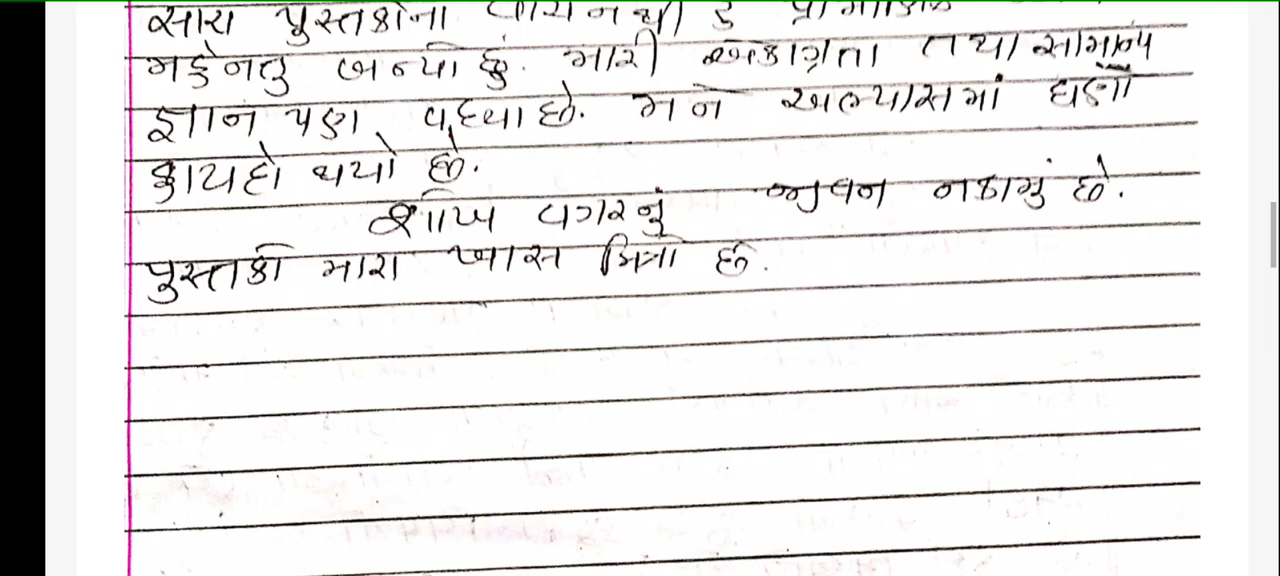 સારા પુસ્તકોના વાચનથી હું પ્રામાણિક
મહેનતુ બન્યો છું. મારી એકાગ્રતા તથા સામાન્ય
જ્ઞાન પણ વધ્યા છે. મને અભ્યાસમાં ઘણો
ફાયદો થયો છે.
શોખ વગરનું જીવન નકામું છે.
પુસ્તકો મારા ખાસ મિત્રો છે.